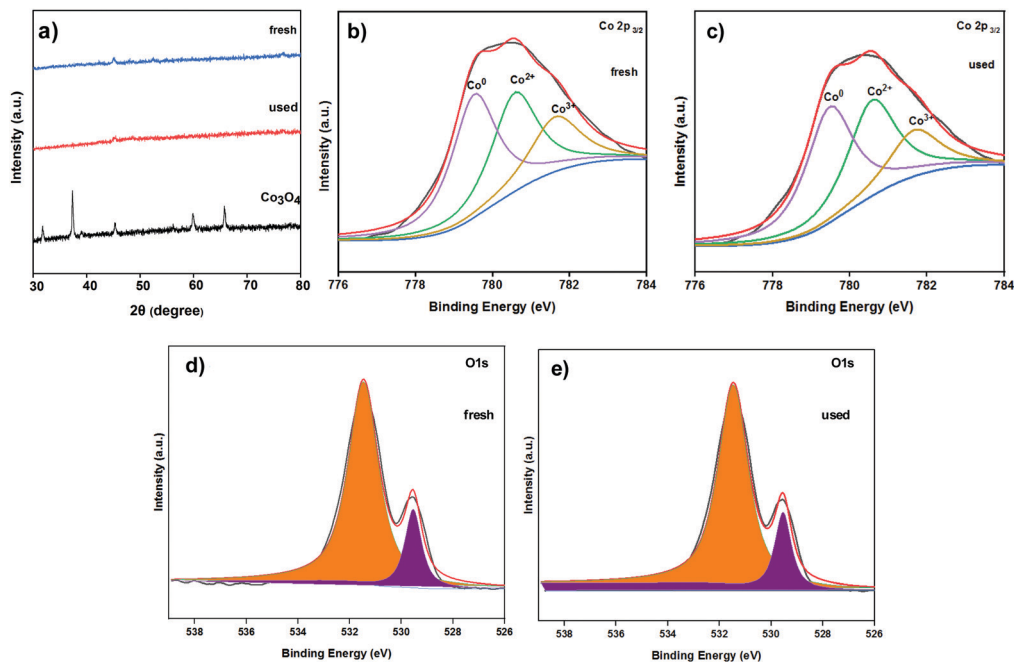 a)
fresh
used
Co₃O₄
Intensity (a.u.)
30 40 50 60 70 80
2θ (degree)
b)
Co 2p₃/₂
fresh
Co⁰
Co²⁺
Co³⁺
Intensity (a.u.)
776 778 780 782 784
Binding Energy (eV)
c)
Co 2p₃/₂
used
Co⁰
Co²⁺
Co³⁺
Intensity (a.u.)
776 778 780 782 784
Binding Energy (eV)
d)
O1s
fresh
Intensity (a.u.)
538 536 534 532 530 528 526
Binding Energy (eV)
e)
O1s
used
Intensity (a.u.)
538 536 534 532 530 528 526
Binding Energy (eV)